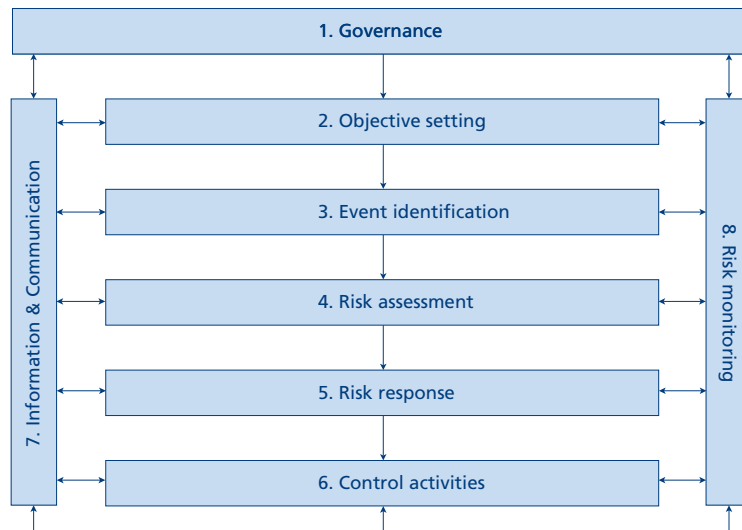 1. Governance
2. Objective setting
3. Event identification
4. Risk assessment
5. Risk response
6. Control activities
7. Information & Communication
8. Risk monitoring